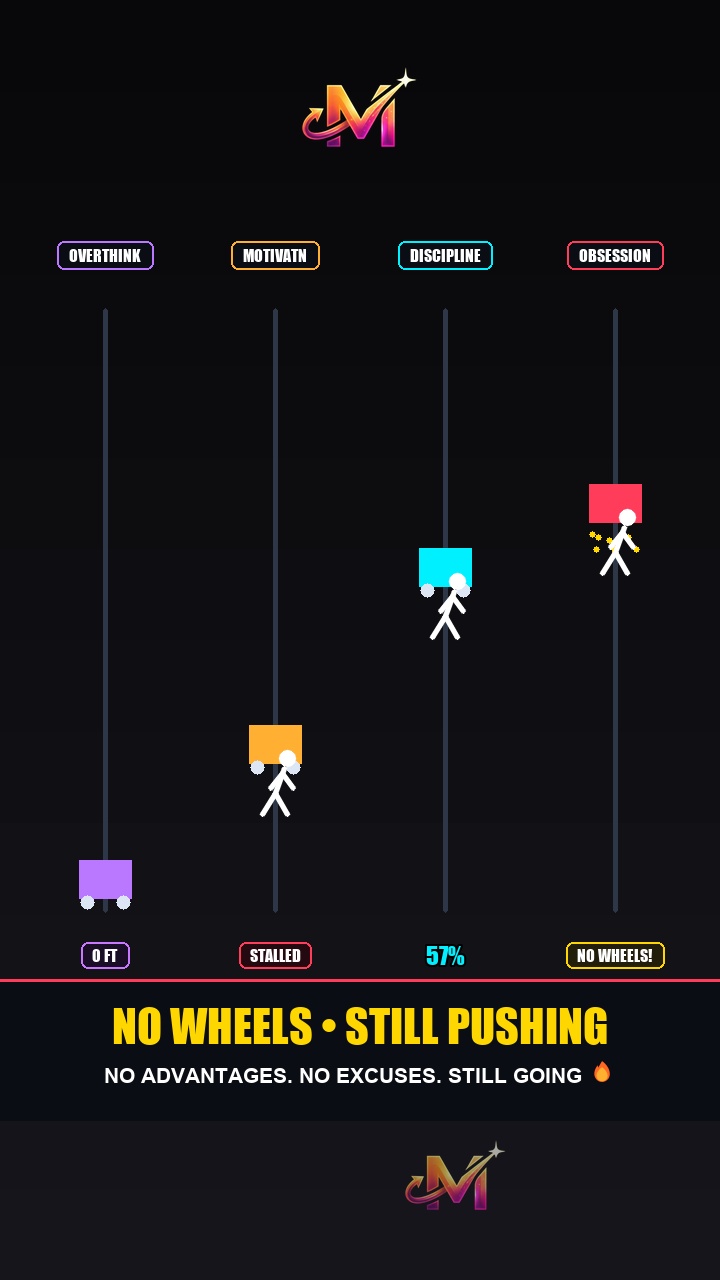 M
OVERTHINK
MOTIVATN
DISCIPLINE
OBSESSION
0 FT
STALLED
57%
NO WHEELS!
NO WHEELS • STILL PUSHING
NO ADVANTAGES. NO EXCUSES. STILL GOING 🔥
M